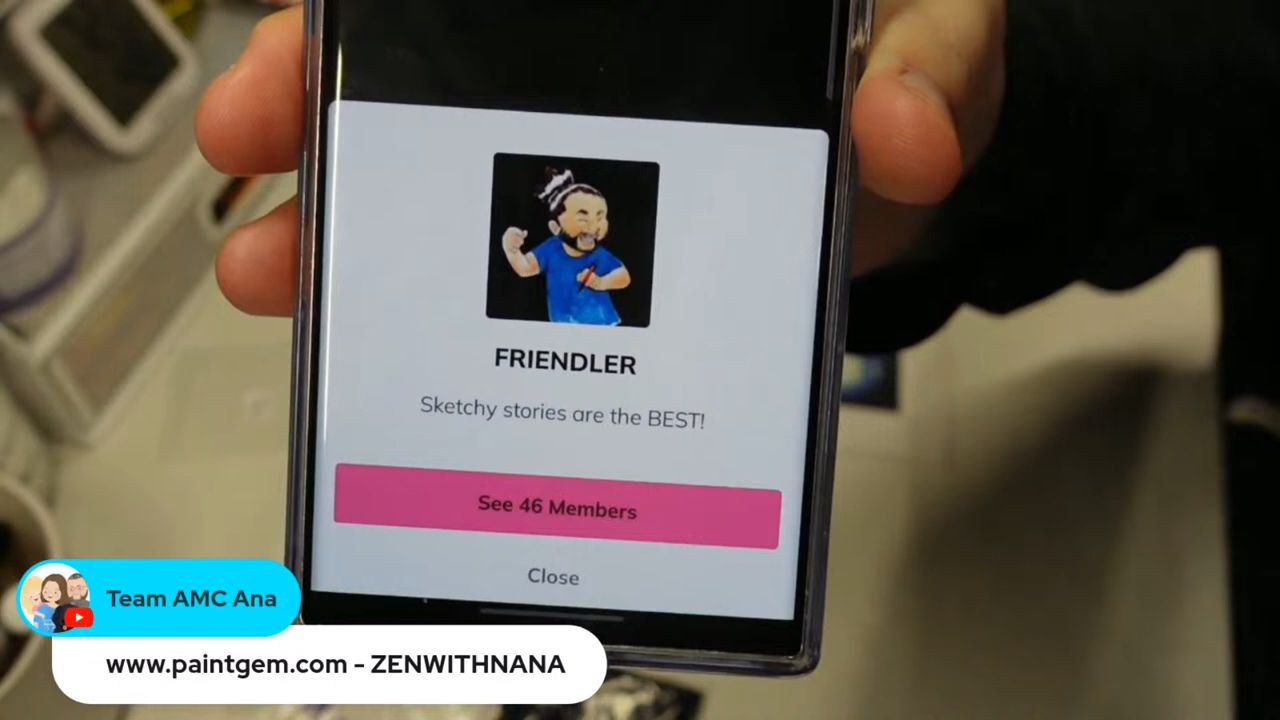 FRIENDLER
Sketchy stories are the BEST!
See 46 Members
Close
Team AMC Ana
www.paintgem.com - ZENWITHNANA